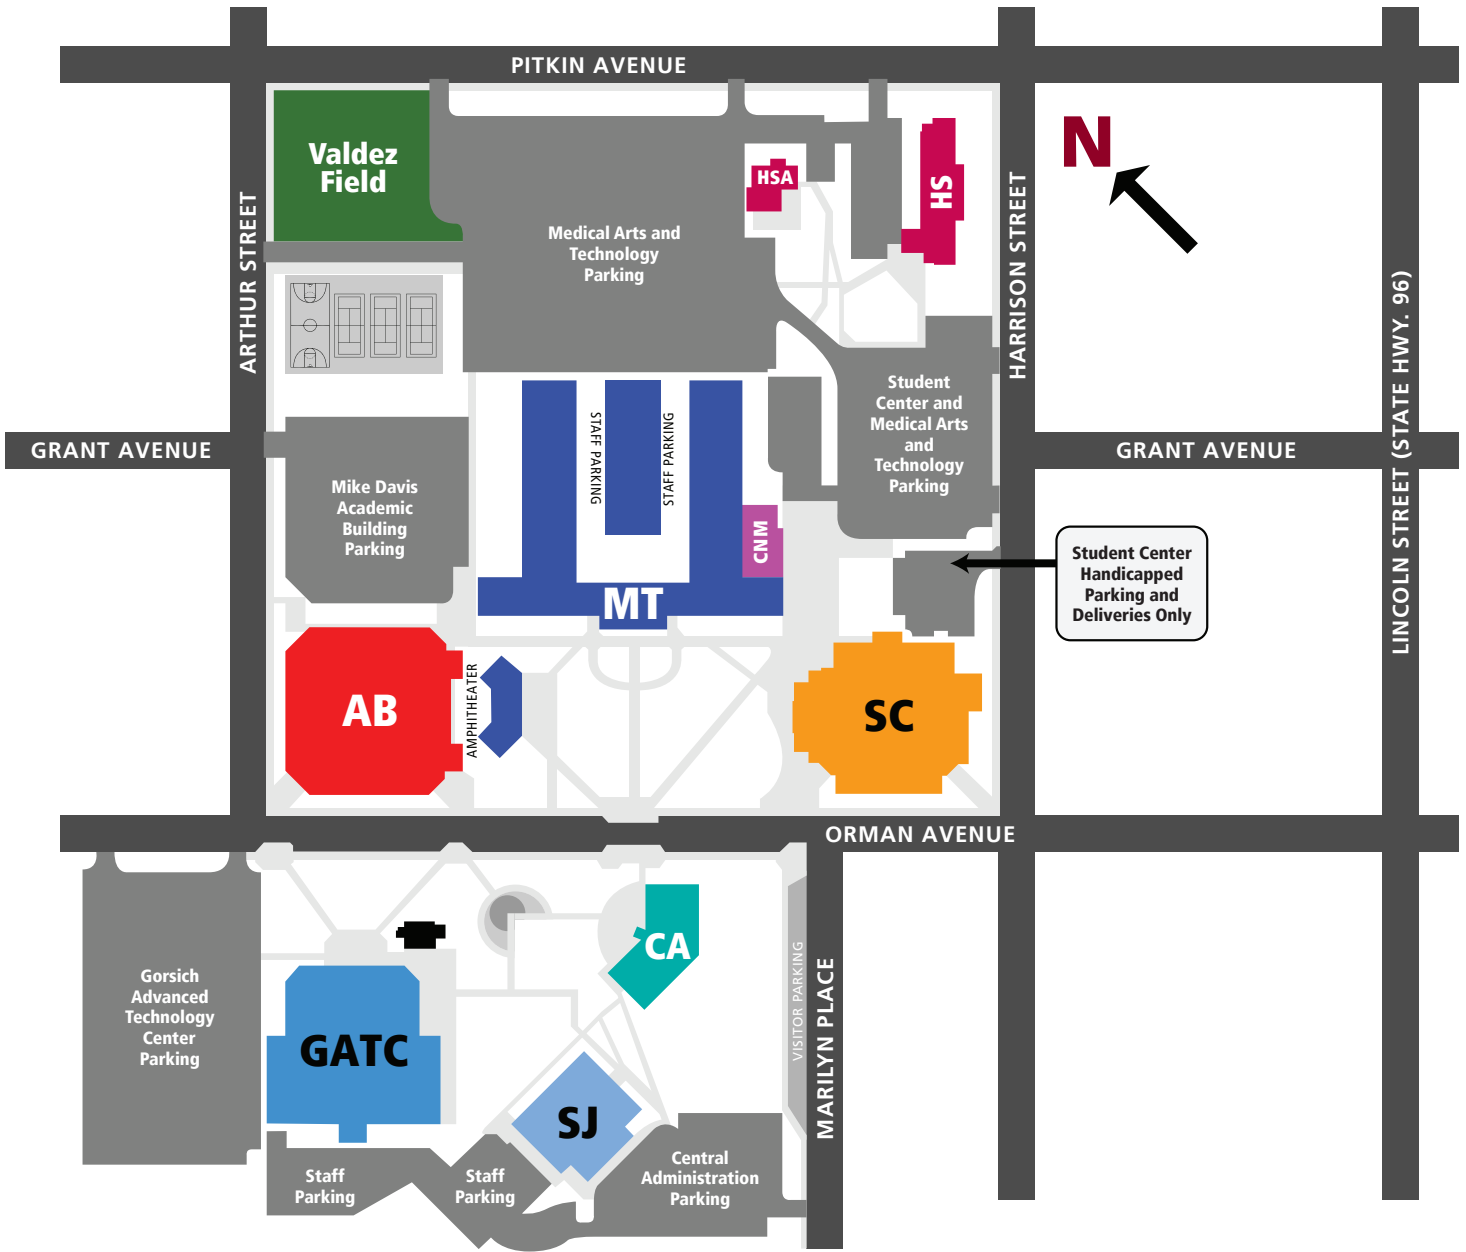 PITKIN AVENUE
Valdez
Field
HSA
HS
N
Medical Arts and
Technology
Parking
ARTHUR STREET
HARRISON STREET
LINCOLN STREET (STATE HWY. 96)
Student
Center and
Medical Arts
and
Technology
Parking
STAFF PARKING
STAFF PARKING
GRANT AVENUE
GRANT AVENUE
Mike Davis
Academic
Building
Parking
CNM
Student Center
Handicapped
Parking and
Deliveries Only
MT
AB
AMPHITHEATER
SC
ORMAN AVENUE
CA
Gorsich
Advanced
Technology
Center
Parking
GATC
VISITOR PARKING
MARILYN PLACE
SJ
Staff
Parking
Staff
Parking
Central
Administration
Parking